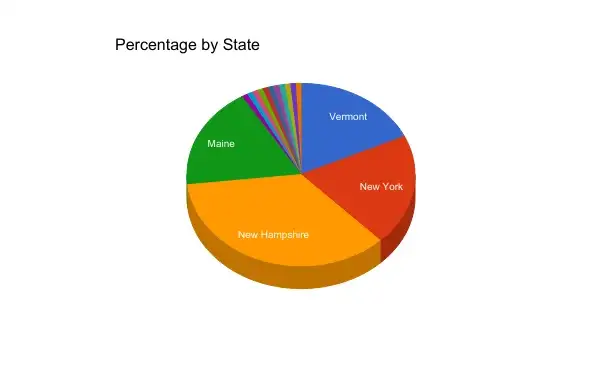 Percentage by State
Vermont
Maine
New York
New Hampshire